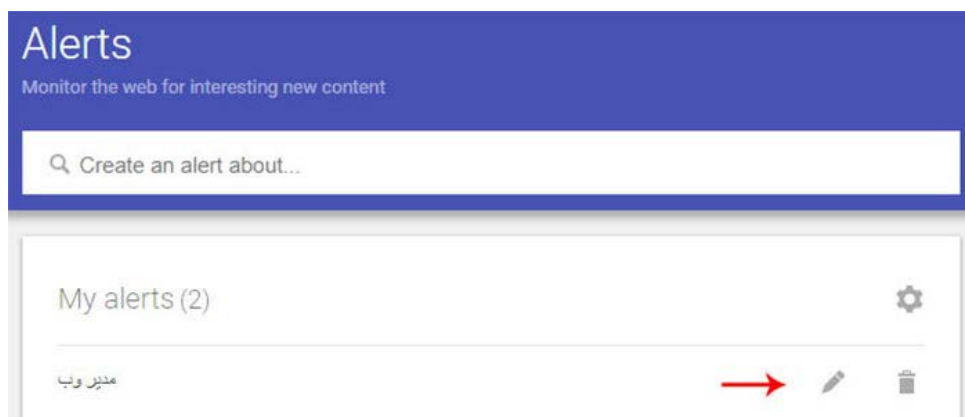 Alerts
Monitor the web for interesting new content
Create an alert about...
My alerts (2)
مدیر وب